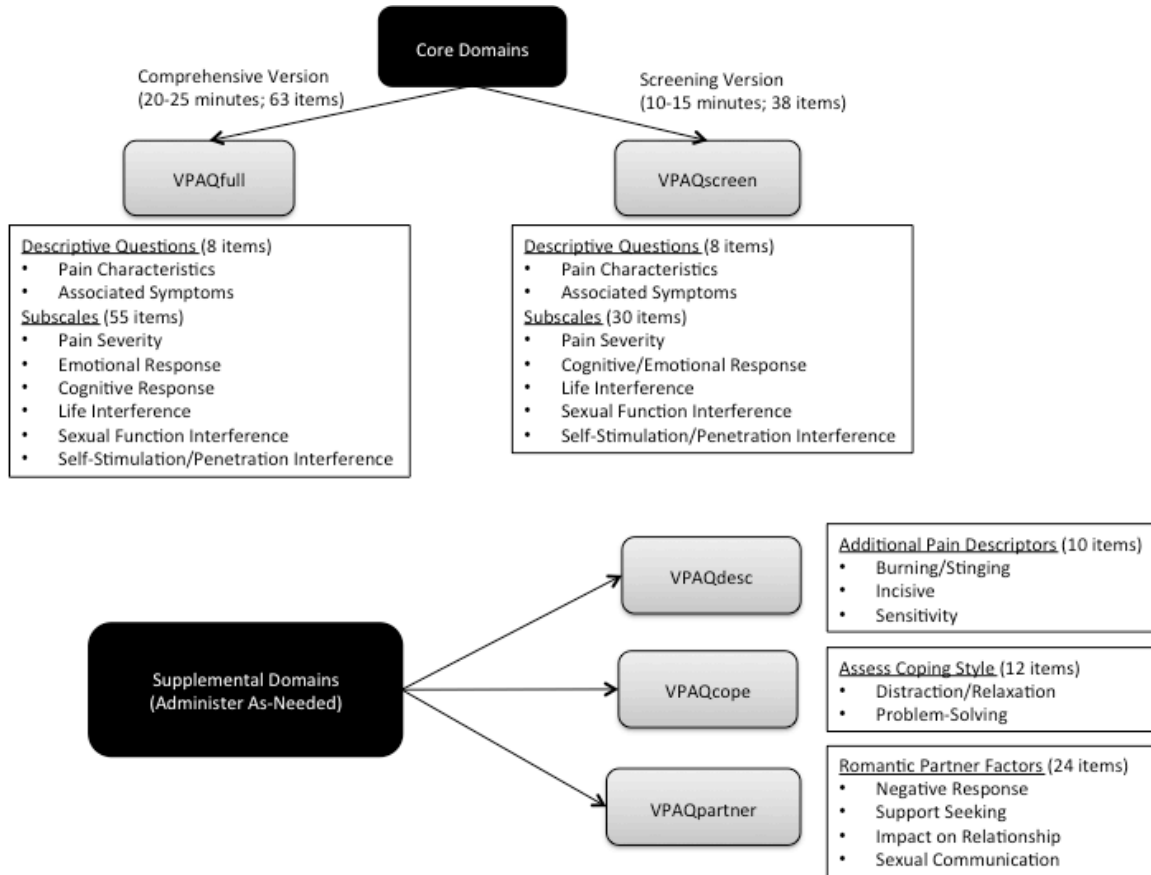 Core Domains
Comprehensive Version
(20-25 minutes; 63 items)
Screening Version
(10-15 minutes; 38 items)
VPAQfull
VPAQscreen
Descriptive Questions (8 items)
• Pain Characteristics
• Associated Symptoms
Subscales (55 items)
• Pain Severity
• Emotional Response
• Cognitive Response
• Life Interference
• Sexual Function Interference
• Self-Stimulation/Penetration Interference
Descriptive Questions (8 items)
• Pain Characteristics
• Associated Symptoms
Subscales (30 items)
• Pain Severity
• Cognitive/Emotional Response
• Life Interference
• Sexual Function Interference
• Self-Stimulation/Penetration Interference
Supplemental Domains
(Administer As-Needed)
VPAQdesc
Additional Pain Descriptors (10 items)
• Burning/Stinging
• Incisive
• Sensitivity
VPAQcope
Assess Coping Style (12 items)
• Distraction/Relaxation
• Problem-Solving
VPAQpartner
Romantic Partner Factors (24 items)
• Negative Response
• Support Seeking
• Impact on Relationship
• Sexual Communication